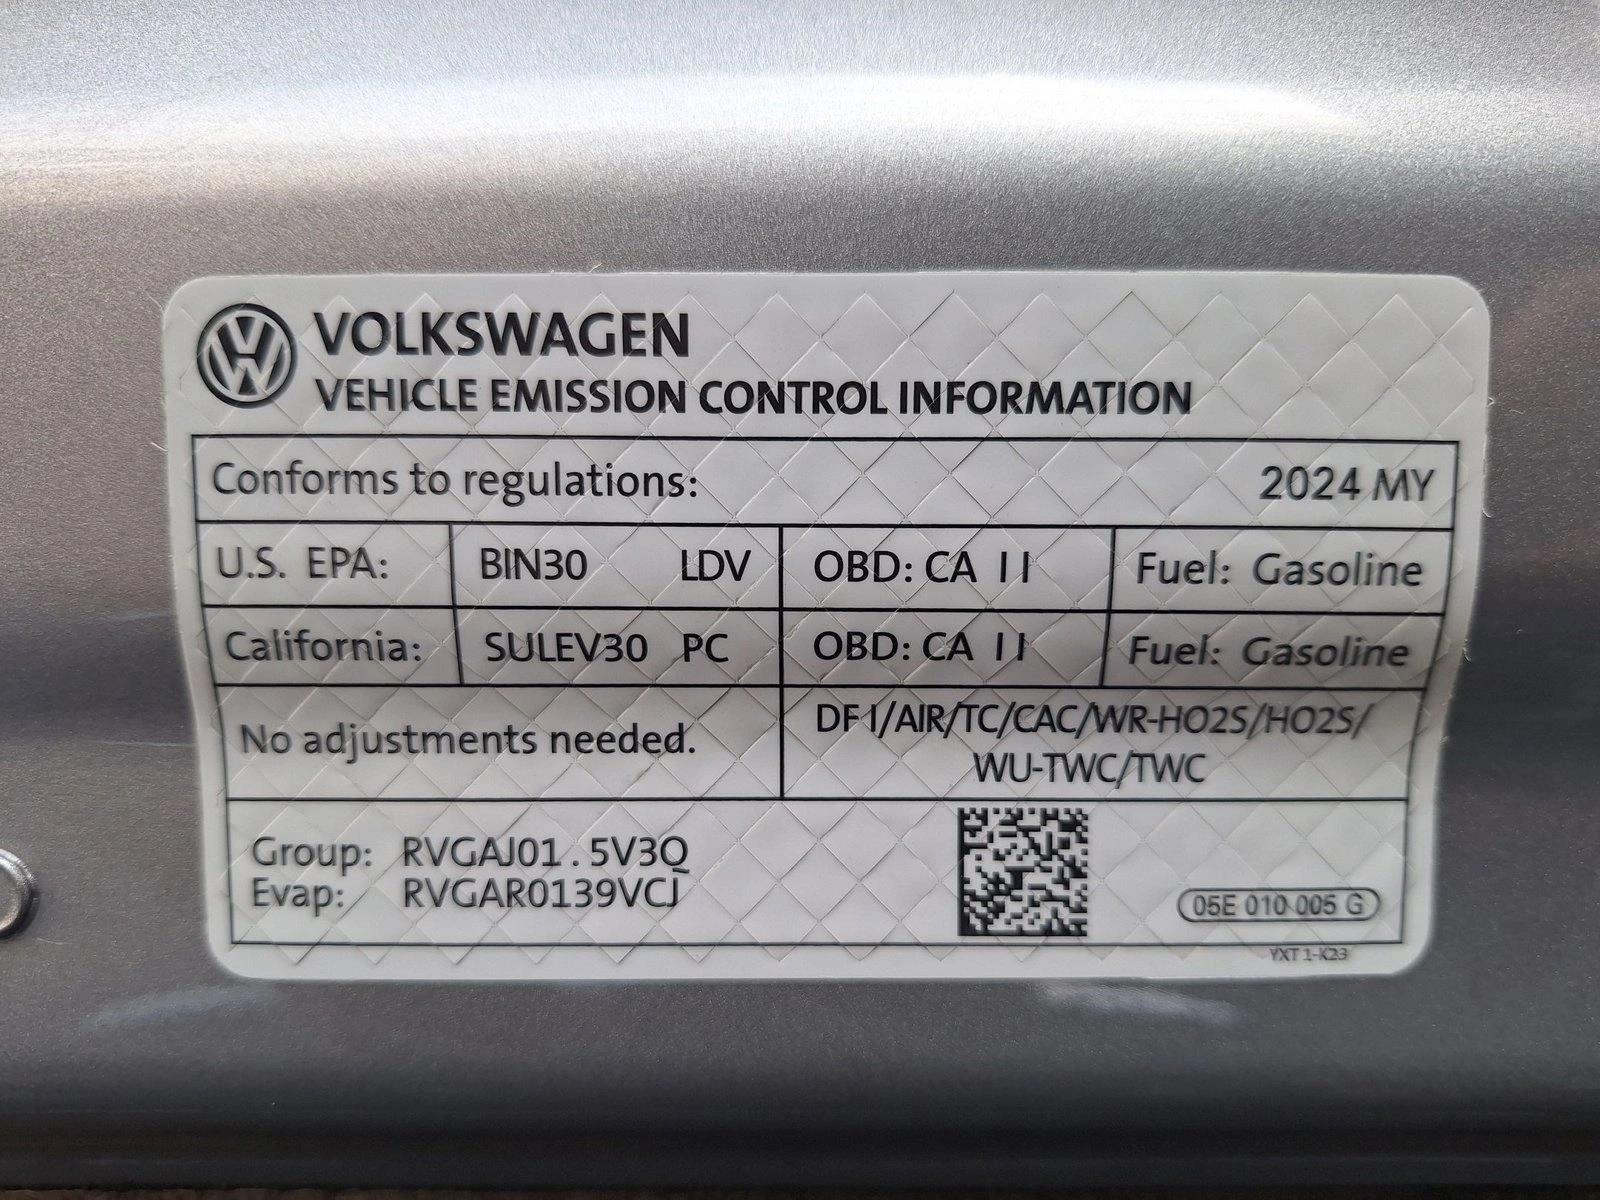 VOLKSWAGEN
VEHICLE EMISSION CONTROL INFORMATION
Conforms to regulations: 2024 MY
U.S. EPA: BIN30 LDV OBD: CA II Fuel: Gasoline
California: SULEV30 PC OBD: CA II Fuel: Gasoline
No adjustments needed.
DFI/AIR/TC/CAC/WR-HO2S/HO2S/
WU-TWC/TWC
Group: RVGAJ01.5V3Q
Evap: RVGAR0139VCJ
05E 010 005 G
YXT 1-K23